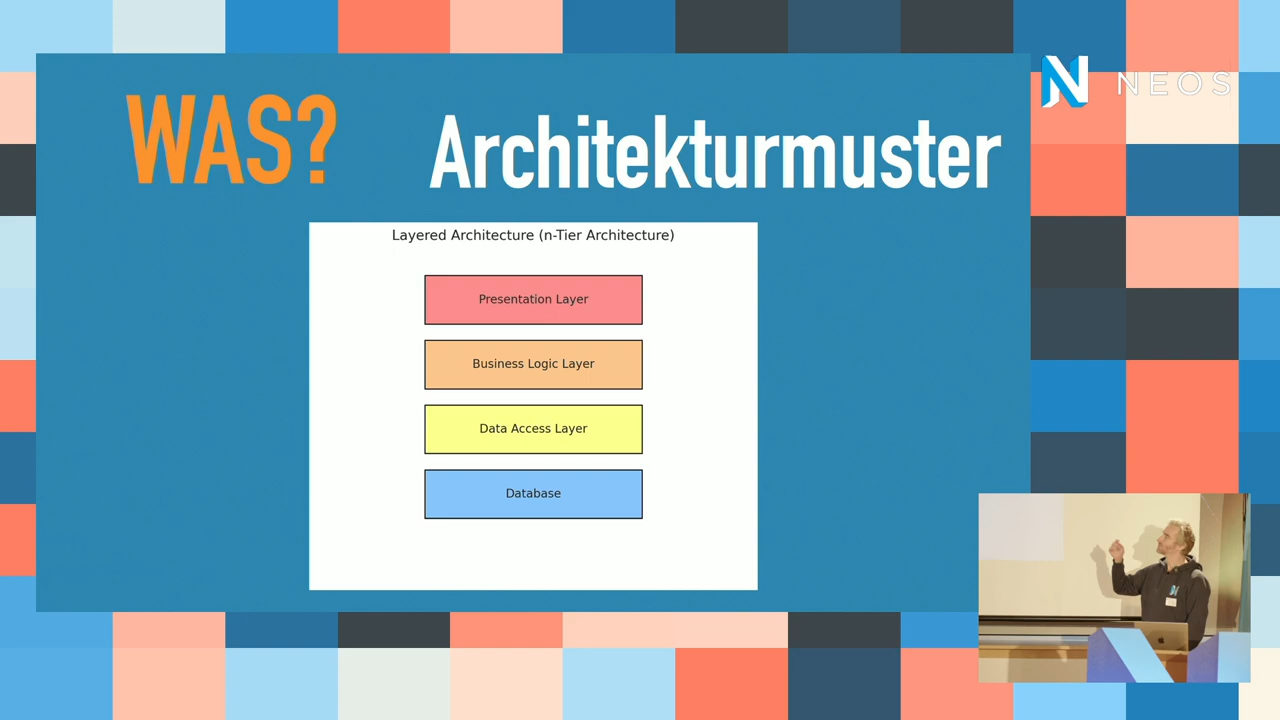 WAS?
Architekturmuster
NEOS
Layered Architecture (n-Tier Architecture)
Presentation Layer
Business Logic Layer
Data Access Layer
Database